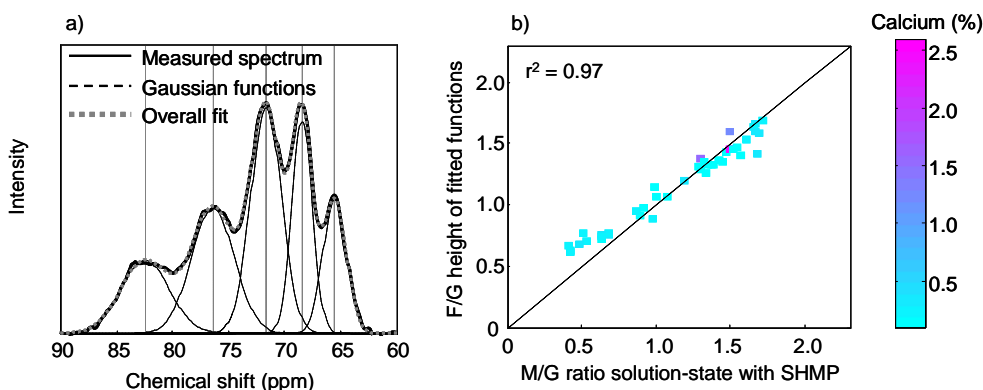 a)
Measured spectrum
Gaussian functions
Overall fit
Intensity
90 85 80 75 70 65 60
Chemical shift (ppm)
b)
r² = 0.97
F/G height of fitted functions
2.0
1.5
1.0
0.5
0
0 0.5 1.0 1.5 2.0
M/G ratio solution-state with SHMP
Calcium (%)
2.5
2.0
1.5
1.0
0.5